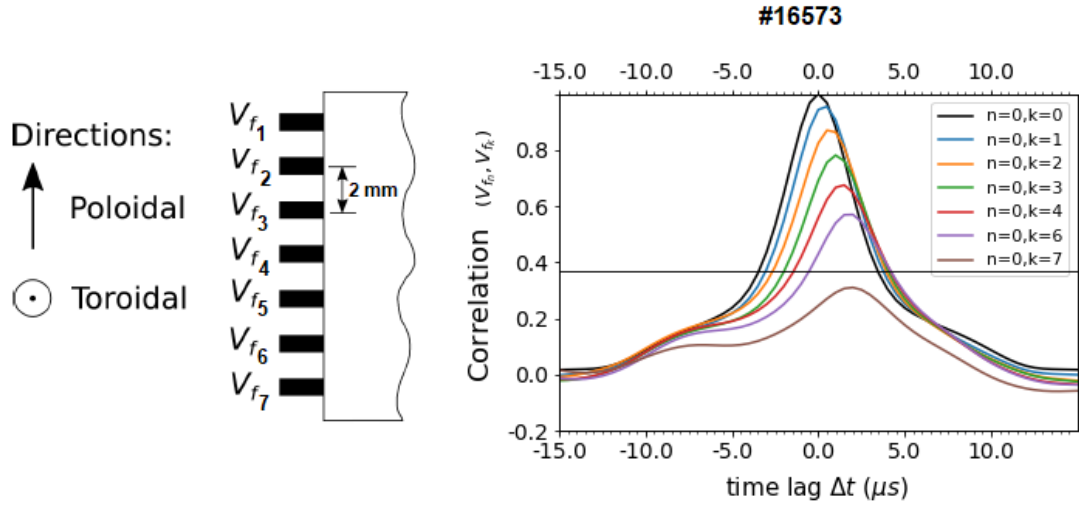 #16573
Directions:
Poloidal
Toroidal
Vf1
Vf2
Vf3
Vf4
Vf5
Vf6
Vf7
2 mm
-15.0 -10.0 -5.0 0.0 5.0 10.0
Correlation (Vfn, Vfk)
0.8
0.6
0.4
0.2
0.0
-0.2
n=0,k=0
n=0,k=1
n=0,k=2
n=0,k=3
n=0,k=4
n=0,k=6
n=0,k=7
-15.0 -10.0 -5.0 0.0 5.0 10.0
time lag Δt (μs)